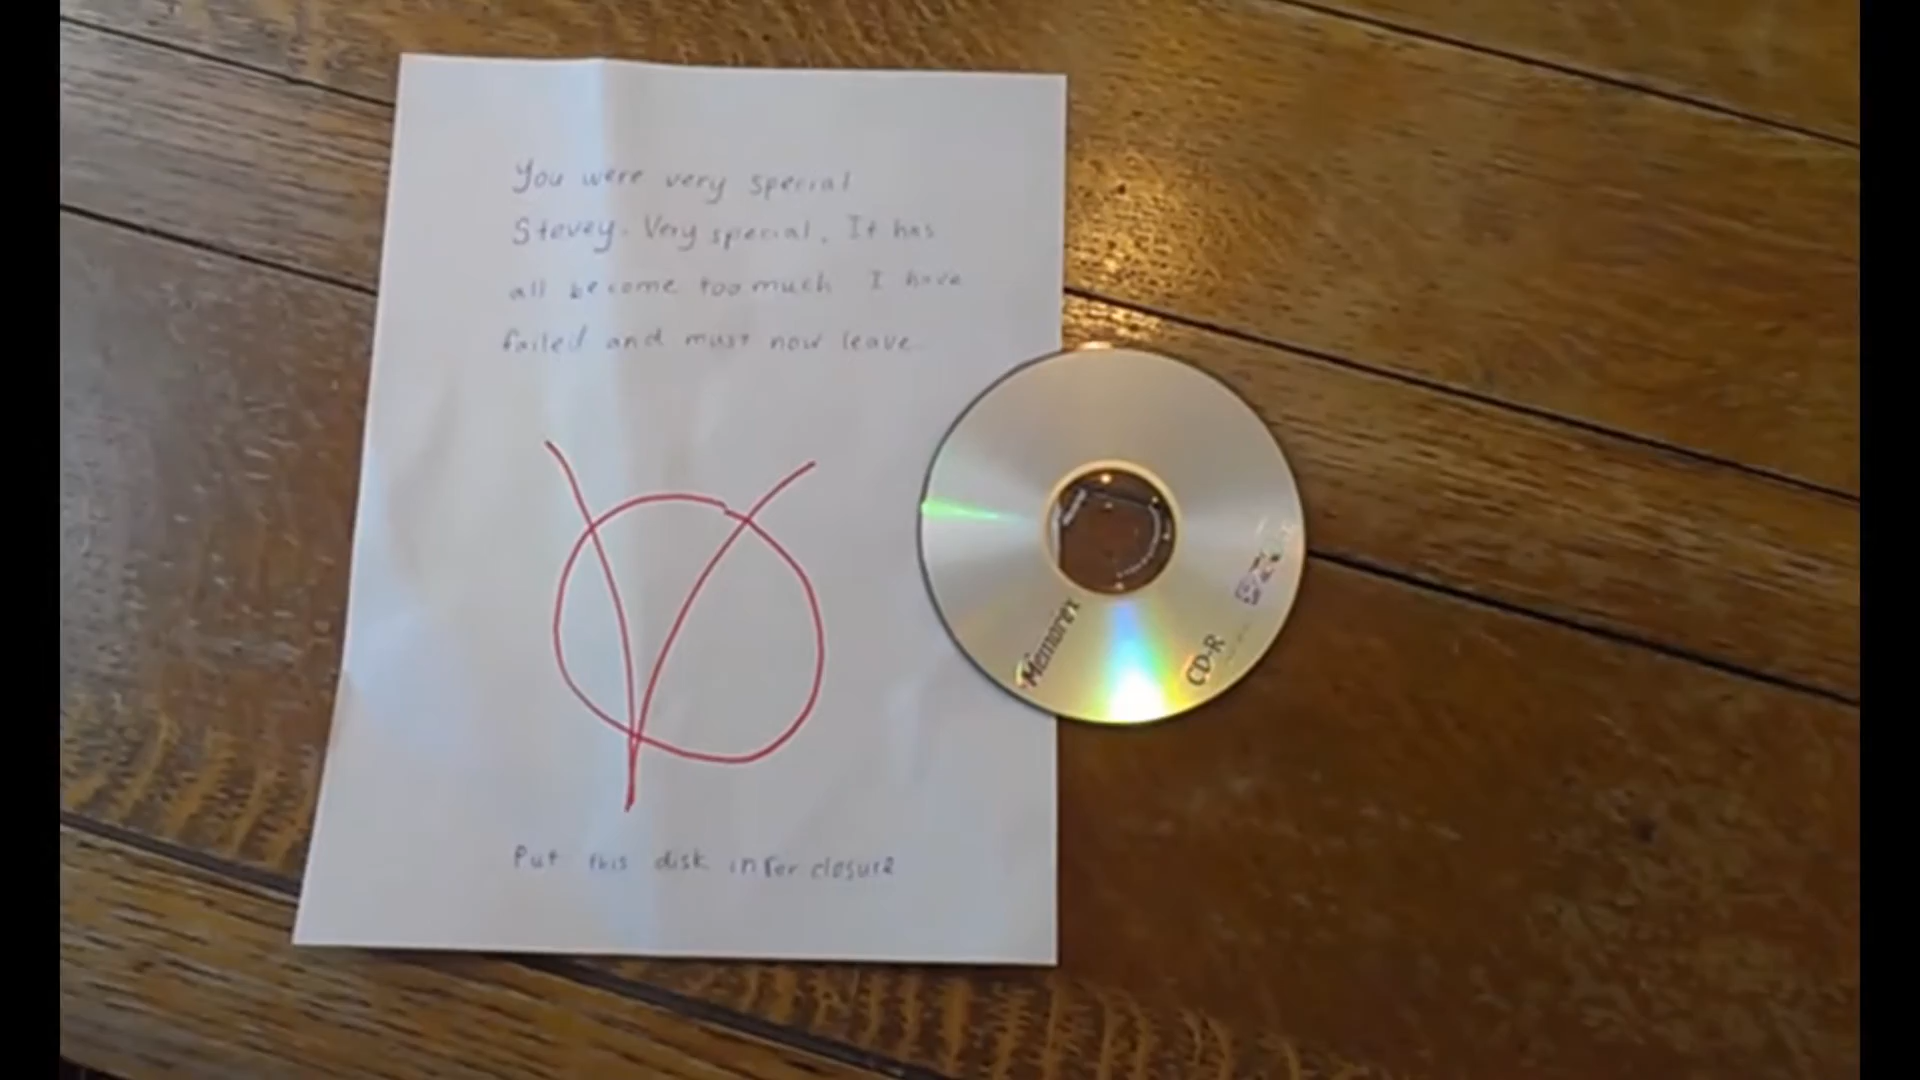 You were very special
Stevey. Very special. It has
all become too much I have
failed and must now leave
Put this disk in for closure
Memorex
CD-R